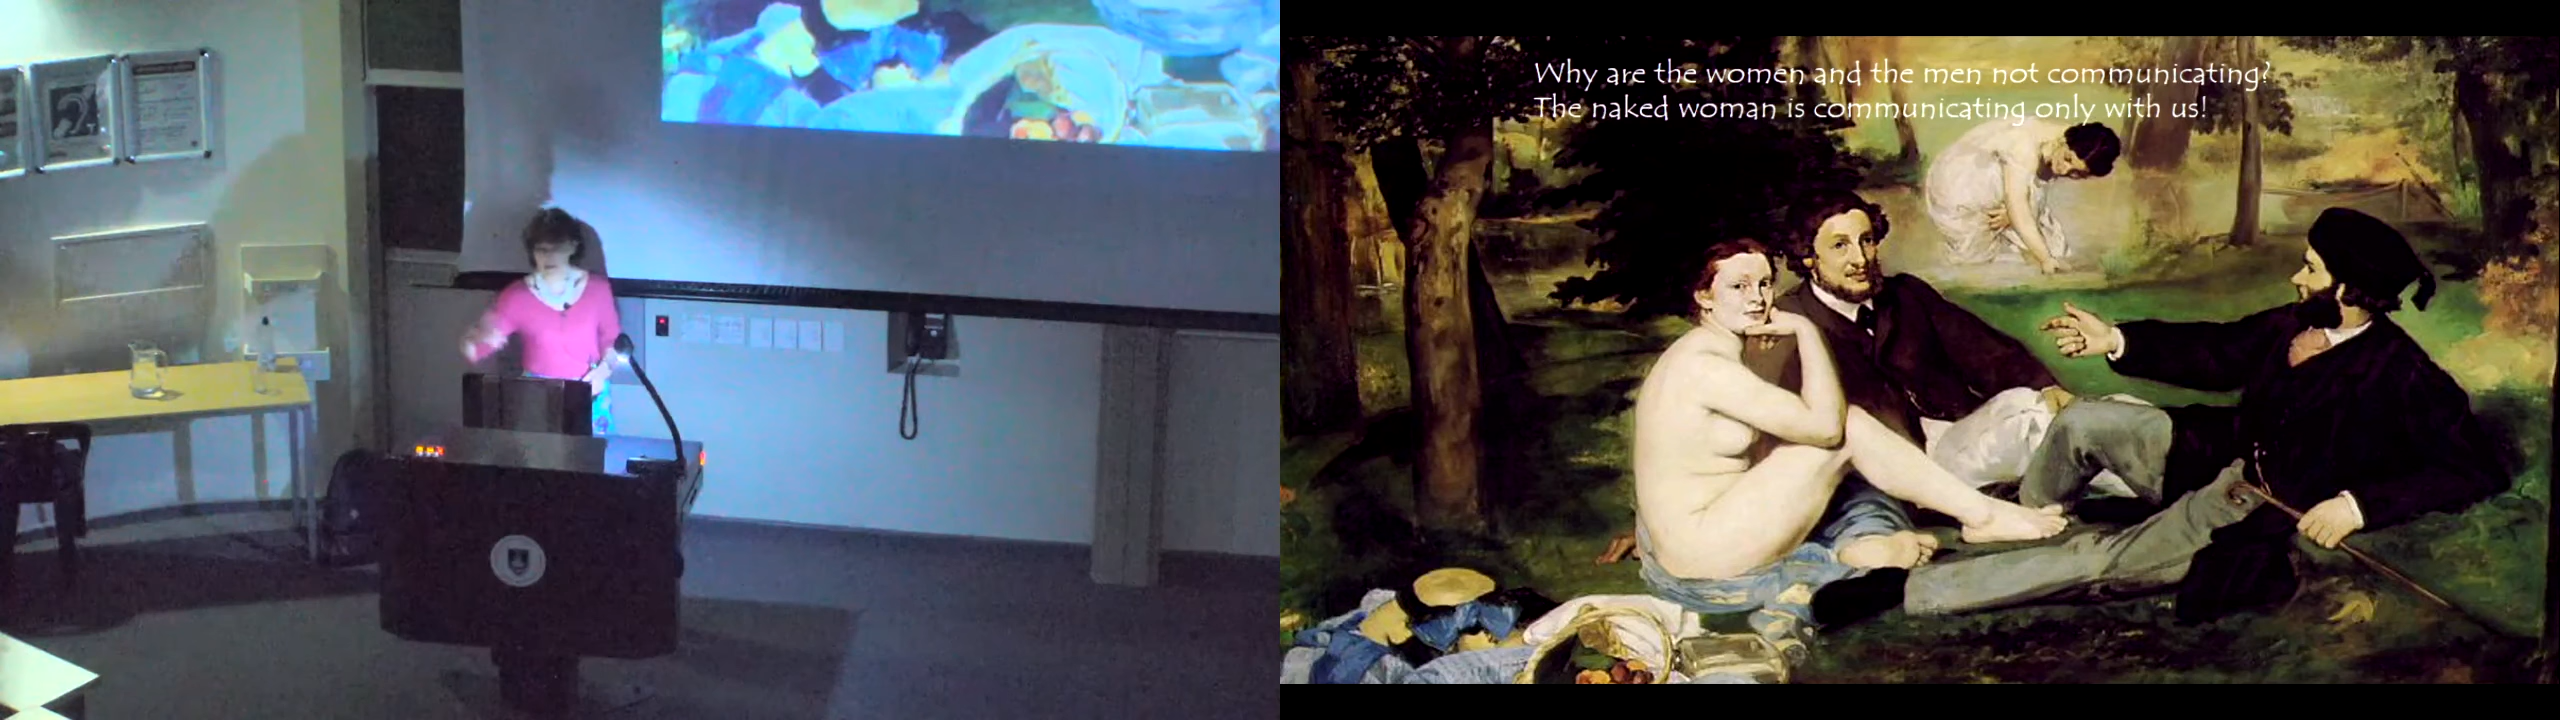 Why are the women and the men not communicating?
The naked woman is communicating only with us!